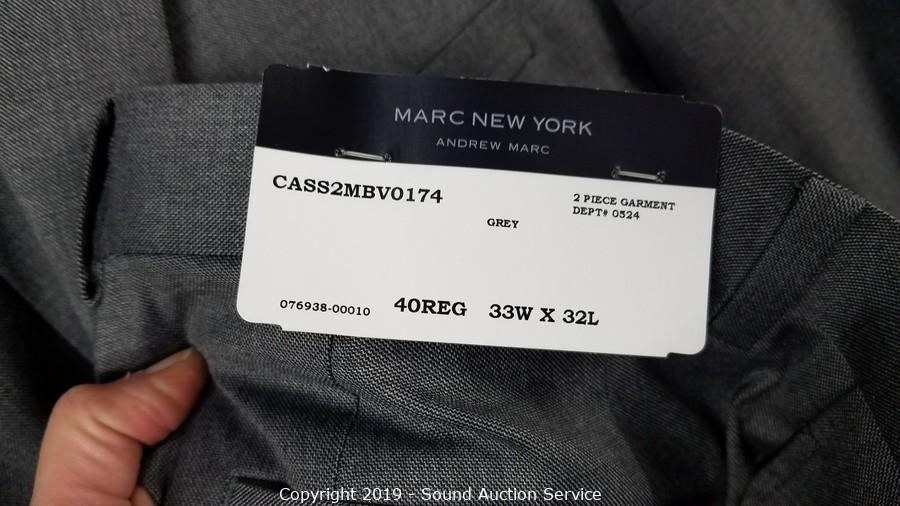 MARC NEW YORK
ANDREW MARC
CASS2MBV0174
2 PIECE GARMENT
DEPT# 0524
GREY
076938-00010 40REG 33W X 32L
Copyright 2019 - Sound Auction Service